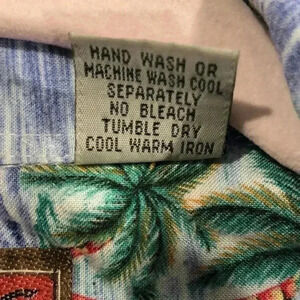 HAND WASH OR
MACHINE WASH COOL
SEPARATELY
NO BLEACH
TUMBLE DRY
COOL WARM IRON